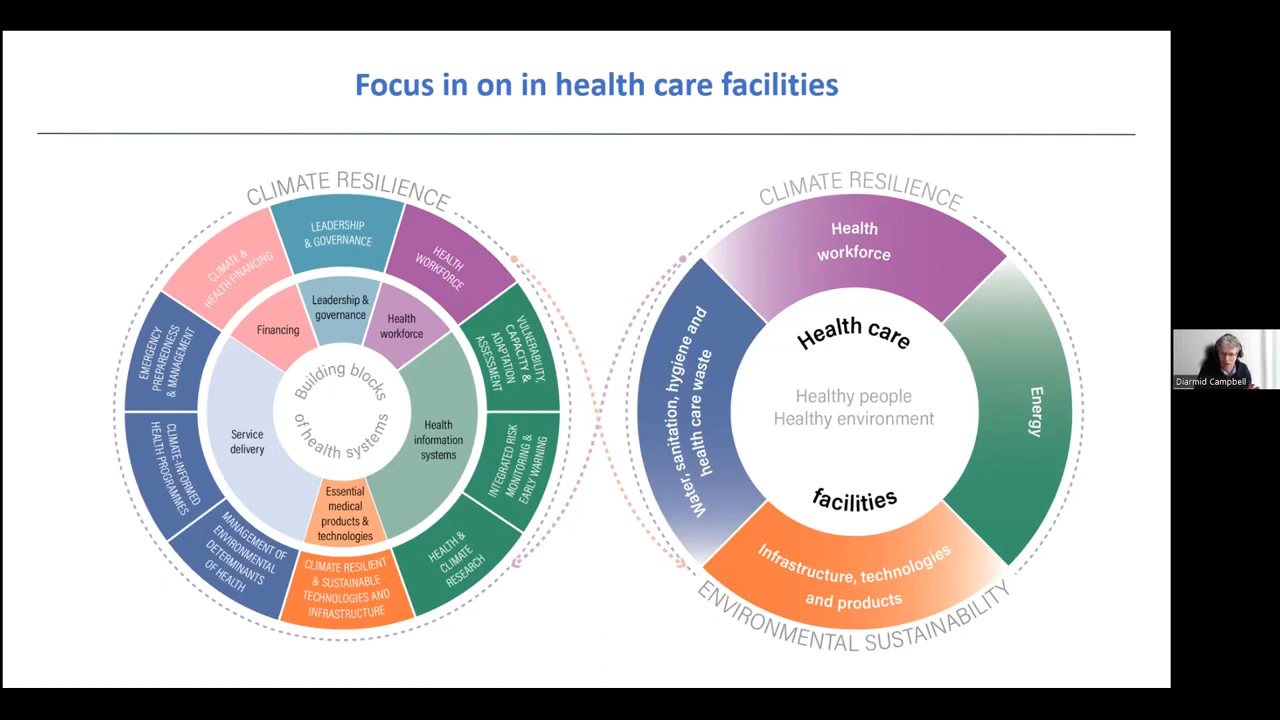 Focus in on in health care facilities
CLIMATE RESILIENCE
LEADERSHIP
& GOVERNANCE
HEALTH
WORKFORCE
VULNERABILITY,
CAPACITY &
ADAPTATION
ASSESSMENT
INTEGRATED RISK
MONITORING &
EARLY WARNING
HEALTH &
CLIMATE
RESEARCH
CLIMATE RESILIENT
& SUSTAINABLE
TECHNOLOGIES AND
INFRASTRUCTURE
MANAGEMENT OF
ENVIRONMENTAL
DETERMINANTS
OF HEALTH
CLIMATE-INFORMED
HEALTH PROGRAMMES
EMERGENCY
PREPAREDNESS
& MANAGEMENT
CLIMATE &
HEALTH FINANCING
Leadership &
governance
Health
workforce
Health
information
systems
Essential
medical
products &
technologies
Service
delivery
Financing
Building blocks
of health systems
CLIMATE RESILIENCE
Health
workforce
Energy
Infrastructure, technologies
and products
Water, sanitation, hygiene and
health care waste
Health care
Healthy people
Healthy environment
facilities
ENVIRONMENTAL SUSTAINABILITY
Diarmid Campbell